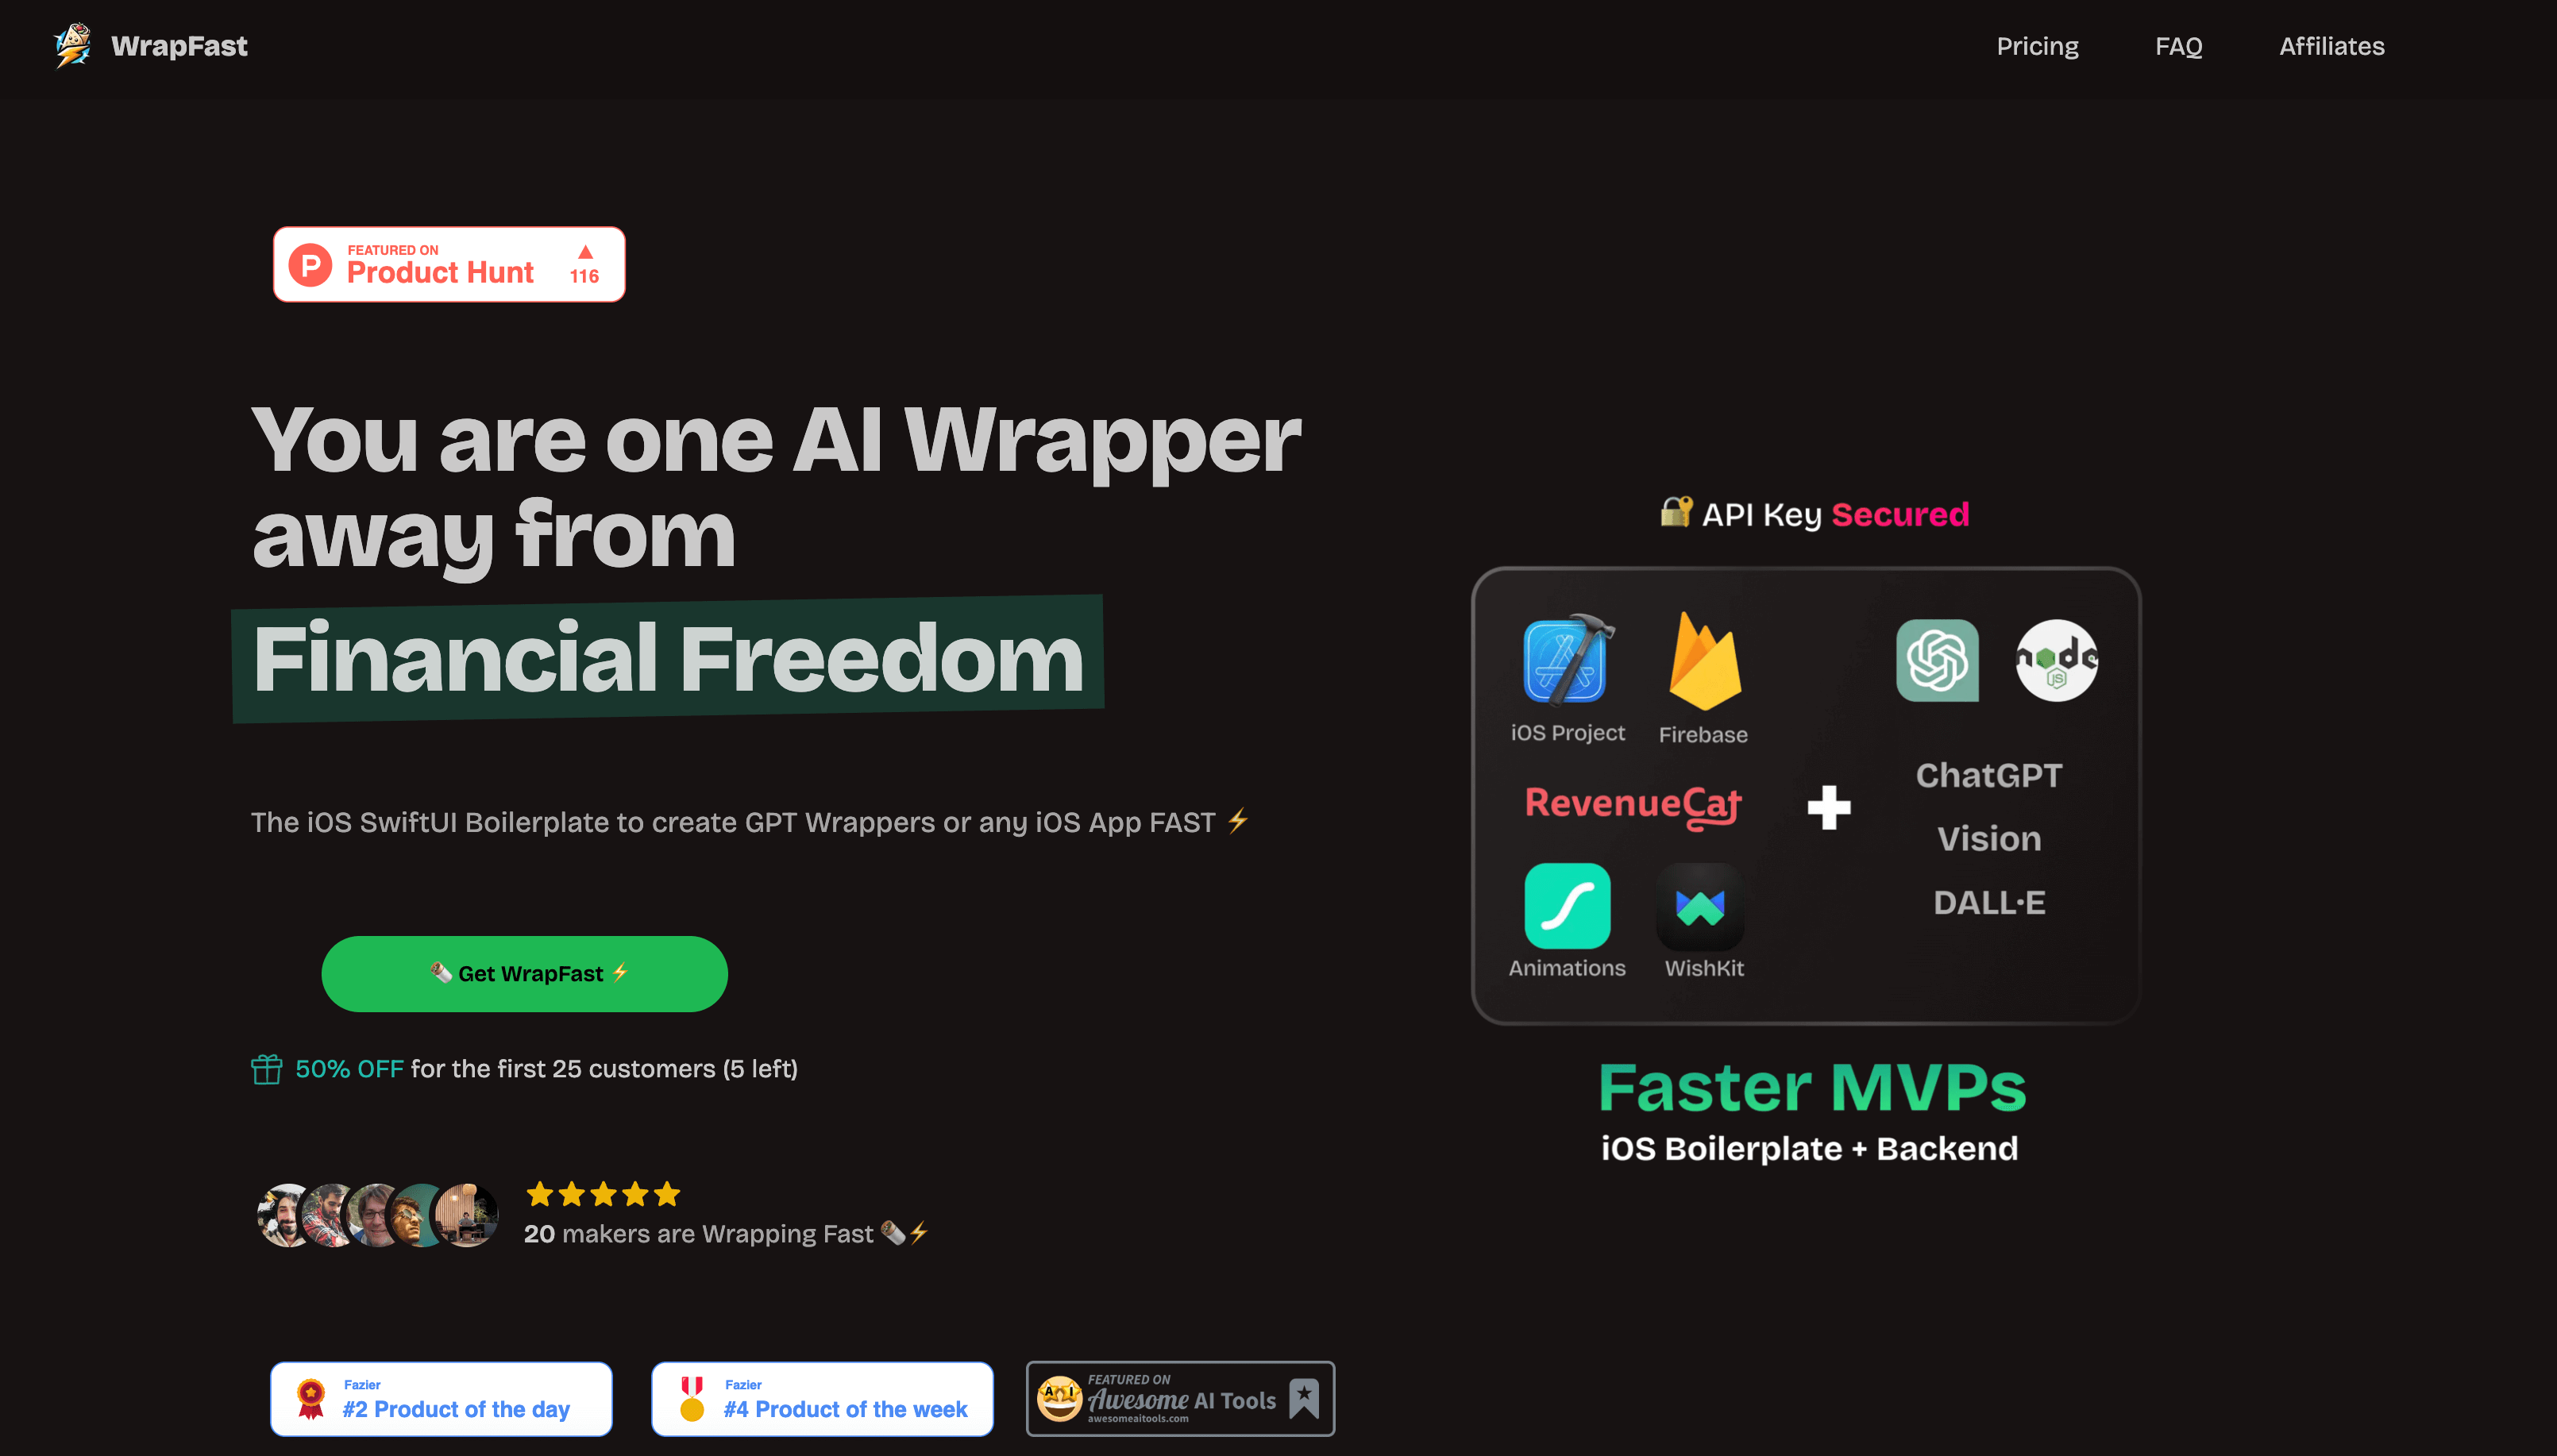 WrapFast
Pricing
FAQ
Affiliates
P
FEATURED ON
Product Hunt
116
You are one AI Wrapper
away from
Financial Freedom
The iOS SwiftUI Boilerplate to create GPT Wrappers or any iOS App FAST ⚡
Get WrapFast ⚡
50% OFF for the first 25 customers (5 left)
20 makers are Wrapping Fast
Fazier
#2 Product of the day
Fazier
#4 Product of the week
AI
FEATURED ON
Awesome AI Tools
awesomeaitools.com
API Key Secured
iOS Project
Firebase
RevenueCat
Animations
WishKit
node
JS
ChatGPT
Vision
DALL·E
Faster MVPs
iOS Boilerplate + Backend